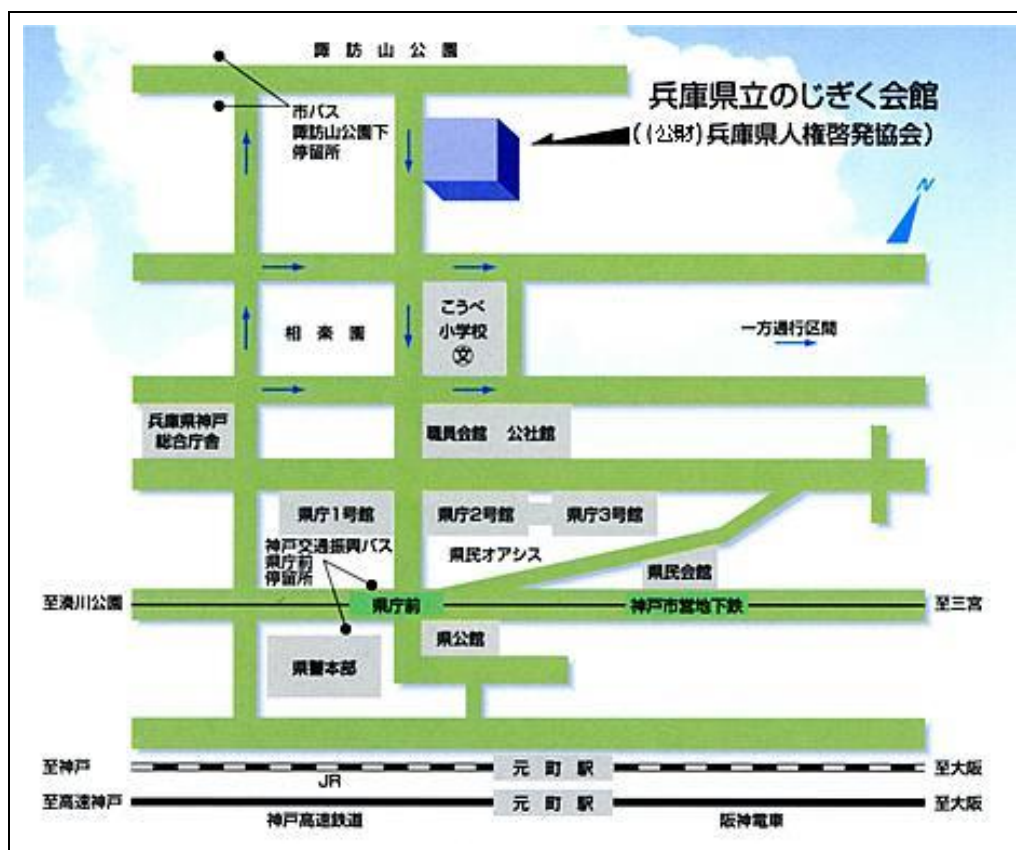 諏訪山公園
兵庫県立のじぎく会館
((公財)兵庫県人権啓発協会)
市バス
諏訪山公園下
停留所
N
こうべ
小学校
文
相楽園
一方通行区間
兵庫県神戸
総合庁舎
職員会館 公社館
県庁1号館
県庁2号館
県庁3号館
神戸交通振興バス
県庁前
停留所
県民オアシス
県民会館
至湊川公園
県庁前
神戸市営地下鉄
至三宮
県公館
県警本部
至神戸
JR
元町駅
至大阪
至高速神戸
神戸高速鉄道
元町駅
阪神電車
至大阪